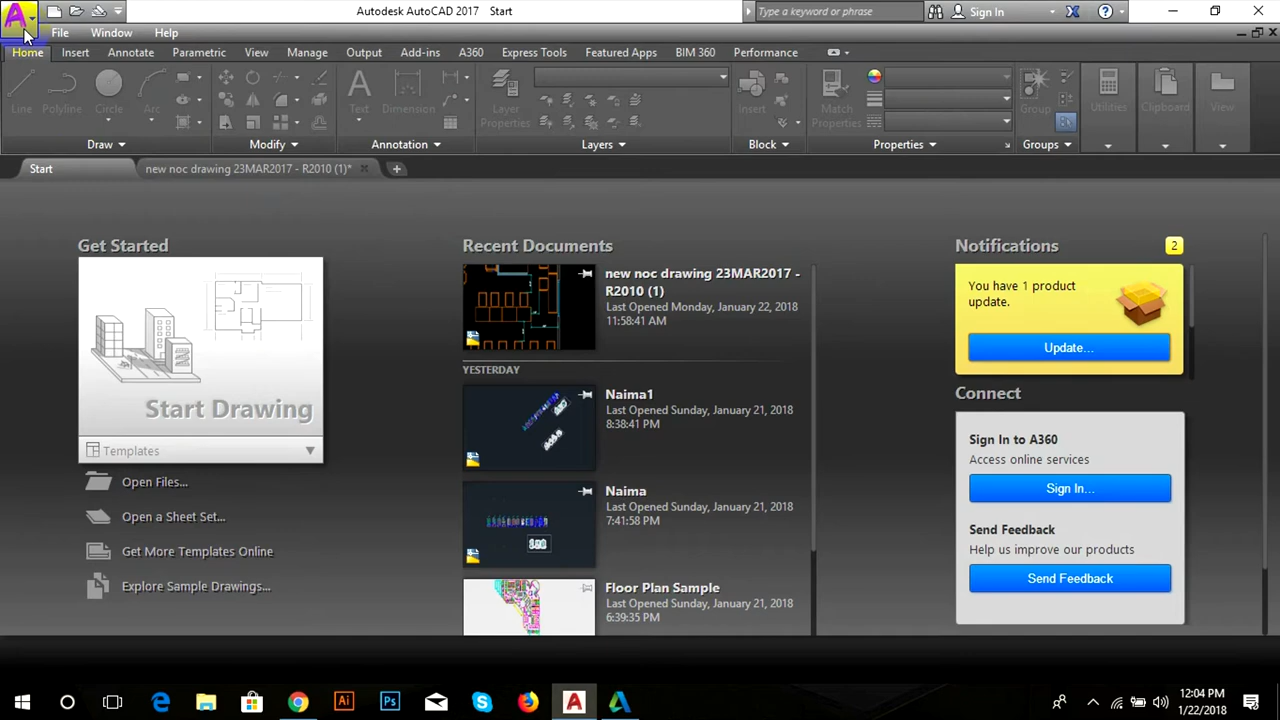 Autodesk AutoCAD 2017 Start
Type a keyword or phrase
Sign In
File Window Help
Home Insert Annotate Parametric View Manage Output Add-ins A360 Express Tools Featured Apps BIM 360 Performance
Line Polyline Circle Arc
Text Dimension
Layer
Properties
Insert
Match
Properties
Group
Utilities
Clipboard
View
Draw Modify Annotation Layers Block Properties Groups
Start
new noc drawing 23MAR2017 - R2010 (1)*
Get Started
Start Drawing
Templates
Open Files...
Open a Sheet Set...
Get More Templates Online
Explore Sample Drawings...
Recent Documents
new noc drawing 23MAR2017 -
R2010 (1)
Last Opened Monday, January 22, 2018
11:58:41 AM
YESTERDAY
Naima1
Last Opened Sunday, January 21, 2018
8:38:41 PM
Naima
Last Opened Sunday, January 21, 2018
7:41:58 PM
Floor Plan Sample
Last Opened Sunday, January 21, 2018
6:39:35 PM
Notifications 2
You have 1 product
update.
Update...
Connect
Sign In to A360
Access online services
Sign In...
Send Feedback
Help us improve our products
Send Feedback
12:04 PM
1/22/2018